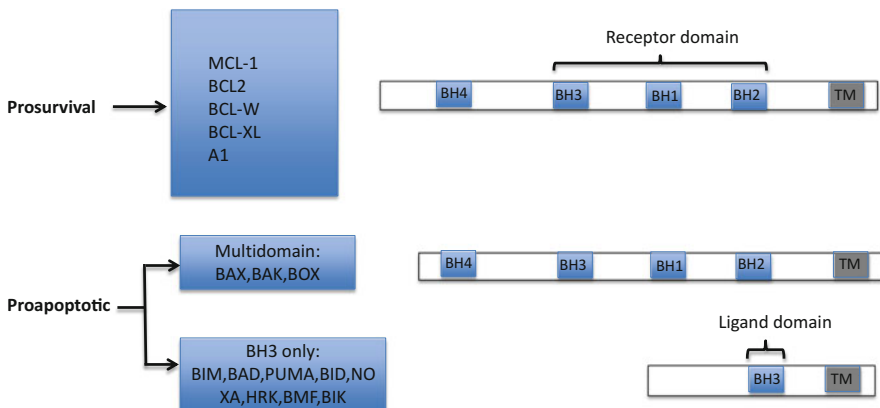 Receptor domain
MCL-1
BCL2
BCL-W
BCL-XL
A1
Prosurvival
BH4 BH3 BH1 BH2 TM
Multidomain:
BAX,BAK,BOX
BH4 BH3 BH1 BH2 TM
Proapoptotic
Ligand domain
BH3 only:
BIM,BAD,PUMA,BID,NO
XA,HRK,BMF,BIK
BH3 TM